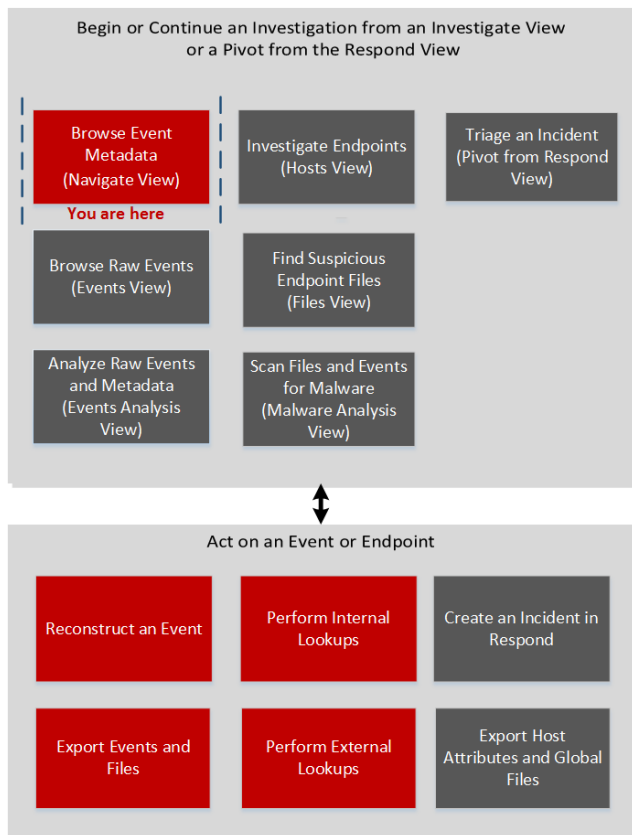 Begin or Continue an Investigation from an Investigate View
or a Pivot from the Respond View
Browse Event
Metadata
(Navigate View)
You are here
Investigate Endpoints
(Hosts View)
Triage an Incident
(Pivot from Respond
View)
Browse Raw Events
(Events View)
Find Suspicious
Endpoint Files
(Files View)
Analyze Raw Events
and Metadata
(Events Analysis
View)
Scan Files and Events
for Malware
(Malware Analysis
View)
Act on an Event or Endpoint
Reconstruct an Event
Perform Internal
Lookups
Create an Incident in
Respond
Export Events and
Files
Perform External
Lookups
Export Host
Attributes and Global
Files